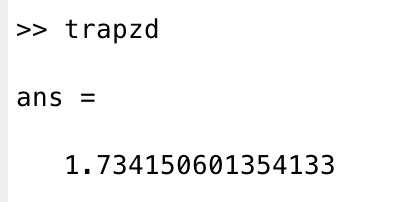 >> trapzd
ans =
1.734150601354133